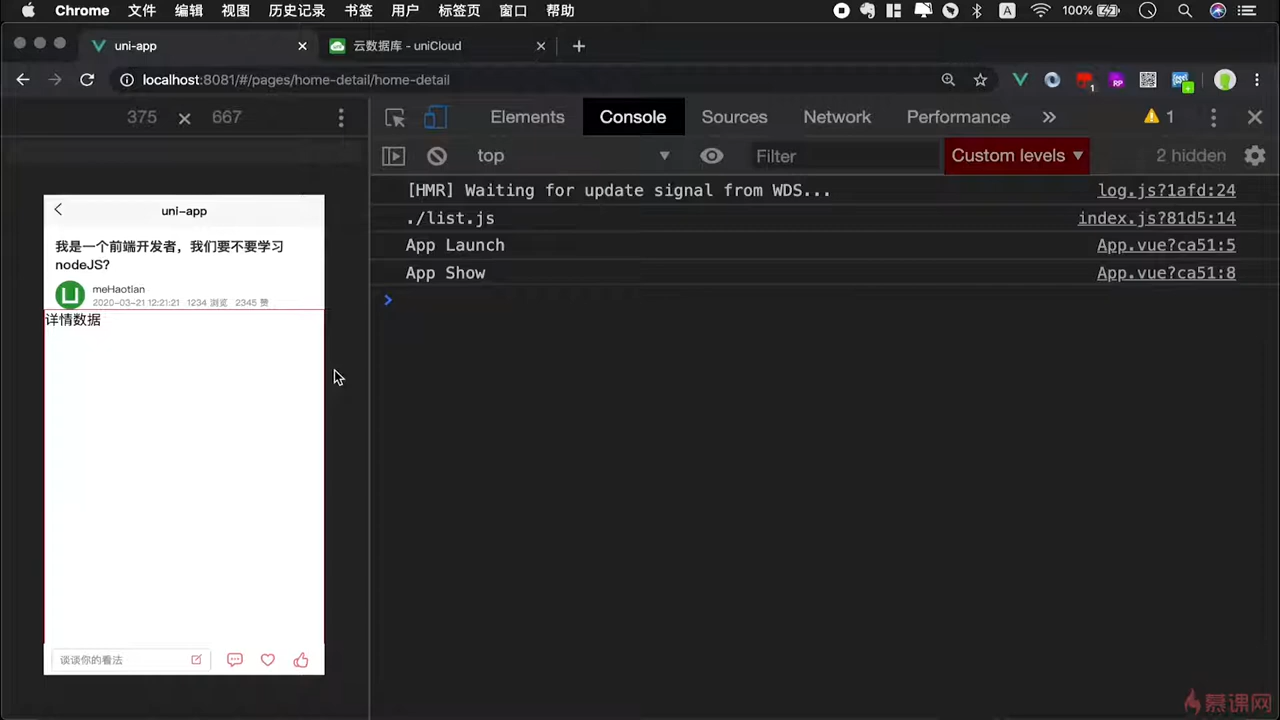 Chrome 文件 编辑 视图 历史记录 书签 用户 标签页 窗口 帮助 A 100%
uni-app 云数据库 - uniCloud
localhost:8081/#/pages/home-detail/home-detail
375 × 667 Elements Console Sources Network Performance 1
top Filter Custom levels 2 hidden
[HMR] Waiting for update signal from WDS... log.js?1afd:24
./list.js index.js?81d5:14
App Launch App.vue?ca51:5
App Show App.vue?ca51:8
uni-app
我是一个前端开发者，我们要不要学习
nodeJS?
meHaotian
2020-03-21 12:21:21 1234 浏览 2345 赞
详情数据
谈谈你的看法
慕课网